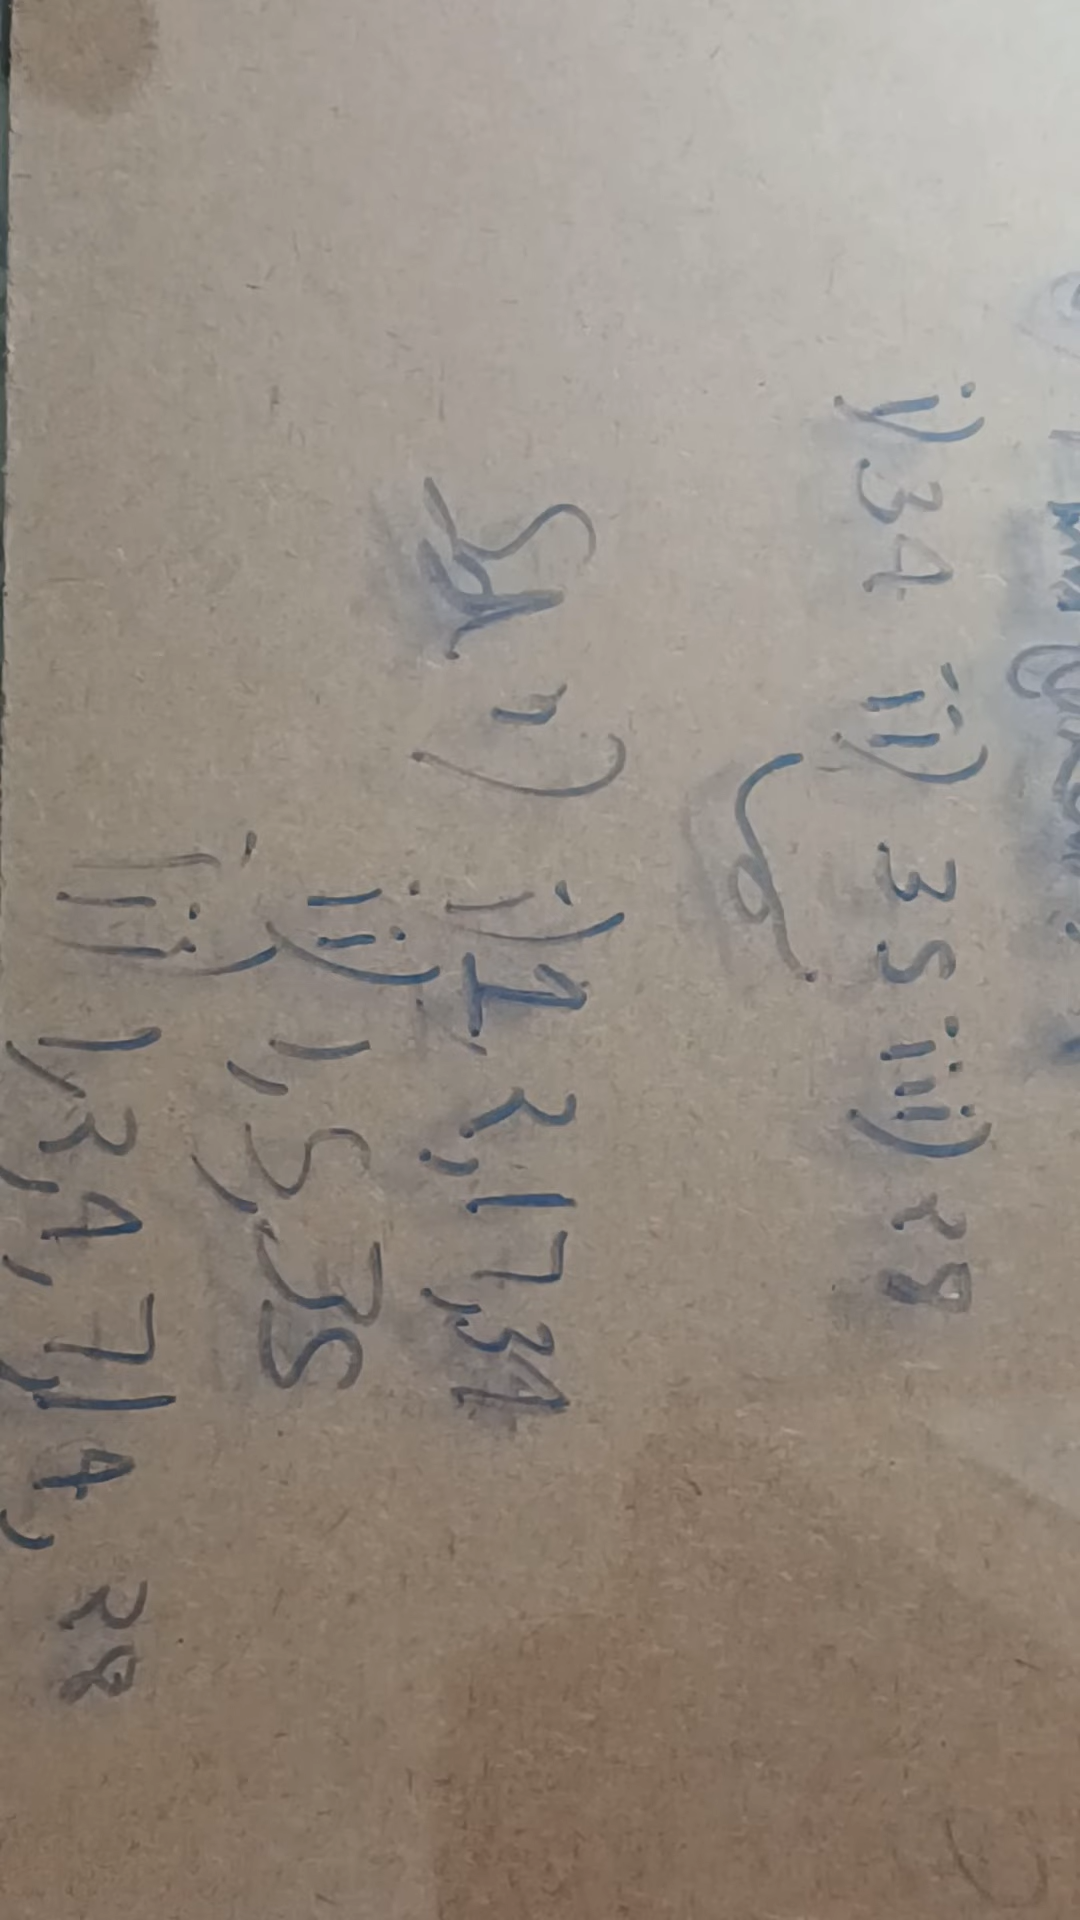 i) 34 ii) 35 iii) 28
Sol 1)
i) 1, 2, 17, 34
ii) 1, 5, 35
iii) 1, 2, 4, 7, 14, 28